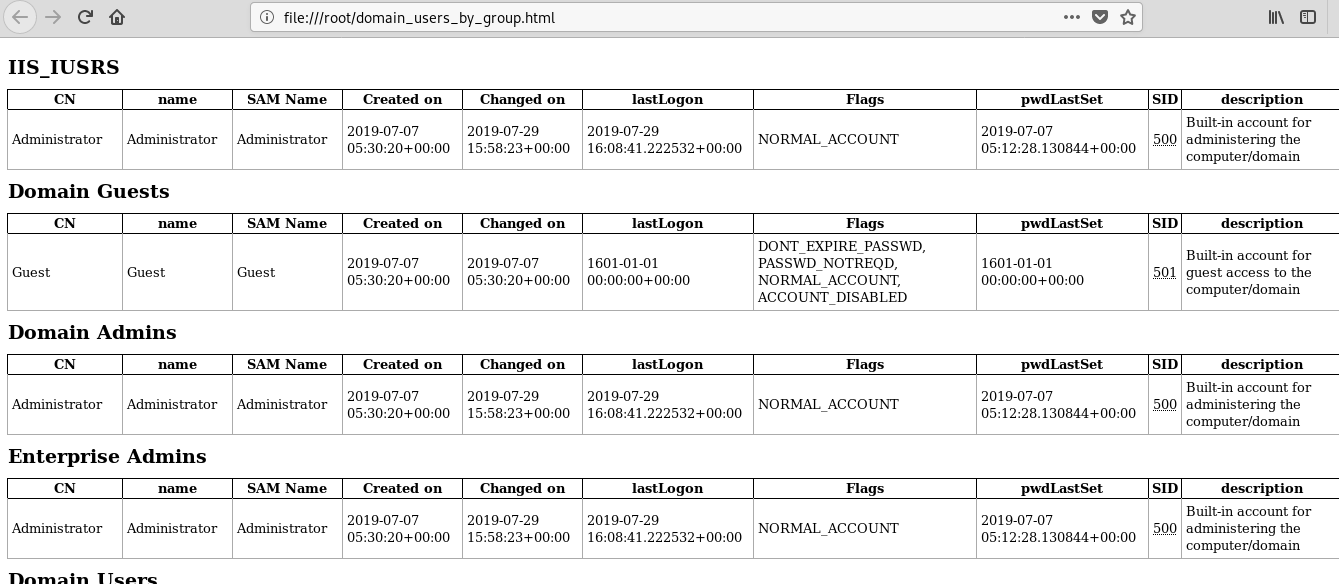 file:///root/domain_users_by_group.html
IIS_IUSRS
CN name SAM Name Created on Changed on lastLogon Flags pwdLastSet SID description
Administrator Administrator Administrator 2019-07-07 05:30:20+00:00 2019-07-29 15:58:23+00:00 2019-07-29 16:08:41.222532+00:00 NORMAL_ACCOUNT 2019-07-07 05:12:28.130844+00:00 500 Built-in account for administering the computer/domain
Domain Guests
CN name SAM Name Created on Changed on lastLogon Flags pwdLastSet SID description
Guest Guest Guest 2019-07-07 05:30:20+00:00 2019-07-07 05:30:20+00:00 1601-01-01 00:00:00+00:00 DONT_EXPIRE_PASSWD, PASSWD_NOTREQD, NORMAL_ACCOUNT, ACCOUNT_DISABLED 1601-01-01 00:00:00+00:00 501 Built-in account for guest access to the computer/domain
Domain Admins
CN name SAM Name Created on Changed on lastLogon Flags pwdLastSet SID description
Administrator Administrator Administrator 2019-07-07 05:30:20+00:00 2019-07-29 15:58:23+00:00 2019-07-29 16:08:41.222532+00:00 NORMAL_ACCOUNT 2019-07-07 05:12:28.130844+00:00 500 Built-in account for administering the computer/domain
Enterprise Admins
CN name SAM Name Created on Changed on lastLogon Flags pwdLastSet SID description
Administrator Administrator Administrator 2019-07-07 05:30:20+00:00 2019-07-29 15:58:23+00:00 2019-07-29 16:08:41.222532+00:00 NORMAL_ACCOUNT 2019-07-07 05:12:28.130844+00:00 500 Built-in account for administering the computer/domain
Domain Users